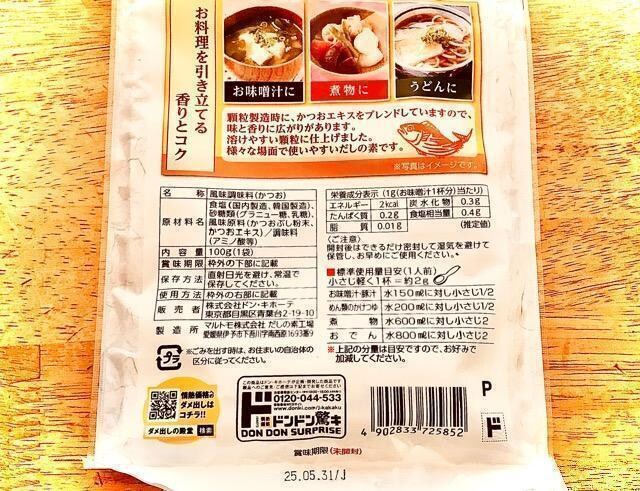 お料理を引き立てる
香りとコク
お味噌汁に
煮物に
うどんに
顆粒製造時に、かつおエキスをブレンドしていますので、
味と香りに広がりがあります。
溶けやすい顆粒に仕上げました。
様々な場面で使いやすいだしの素です。
※写真はイメージです。
名 称 風味調味料(かつお)
原材料名 食塩(国内製造、韓国製造)、
砂糖類(グラニュー糖、乳糖)、
風味原料(かつおぶし粉末、
かつおエキス)/調味料
(アミノ酸等)
内 容 量 100g(1袋)
賞味期限 枠外の下部に記載
保存方法 直射日光を避け、常温で
保存してください。
使用方法 枠外の右部に記載
販 売 者 株式会社ドン・キホーテ
東京都目黒区青葉台2-19-10
製 造 所 マルトモ株式会社 だしの素工場
愛媛県伊予市下吾川字南西原1693番9
※ごみを出す時は、お住まいの自治体の
区分に従ってください。
栄養成分表示(1g(お味噌汁1杯分)当たり)
エネルギー 2kcal 炭水化物 0.3g
たんぱく質 0.2g 食塩相当量 0.4g
脂 質 0.01g (推定値)
〈ご注意〉
開封後はできるだけ密封して湿気を避けて
保管し、お早めにご使用ください。
■標準使用量目安(1人前)
小さじ軽く1杯=約2g
お味噌汁・豚汁 水150mℓに対し小さじ1/2
めん類のかけつゆ 水200mℓに対し小さじ1/2
煮 物 水600mℓに対し小さじ2
お で ん 水800mℓに対し小さじ2
※上記の分量は目安ですので、お好みで
加減してください。
情熱価格の
ダメ出しは
コチラ!!
ダメ出しの殿堂 検索
0120-044-533
www.donki.com/j-kakaku
ド
ドンドン驚キ
DON DON SURPRISE
4 902833 725852
P
ド
賞味期限(未開封)
25.05.31/J